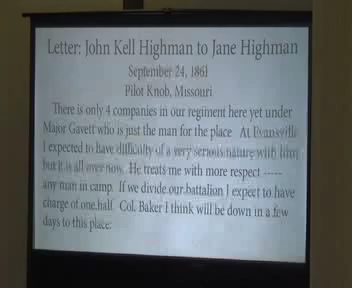 Letter: John Kell Highman to Jane Highman
September 24, 1861
Pilot Knob, Missouri
There is only 4 companies in our regiment here yet under
Major Gavett who is just the man for the place At Evansville
I expected to have difficulty of a very serious nature with him
but it is all over now. He treats me with more respect -----
any man in camp. If we divide our battalion I expect to have
charge of one half. Col. Baker I think will be down in a few
days to this place.